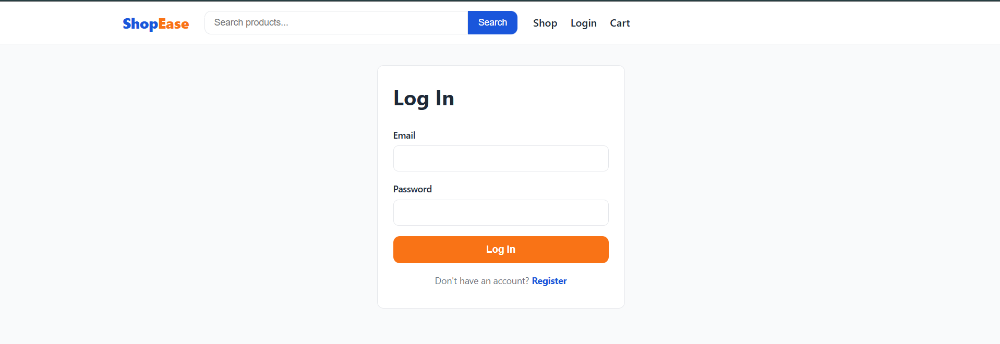 ShopEase Search products... Search Shop Login Cart
Log In
Email
Password
Log In
Don't have an account? Register